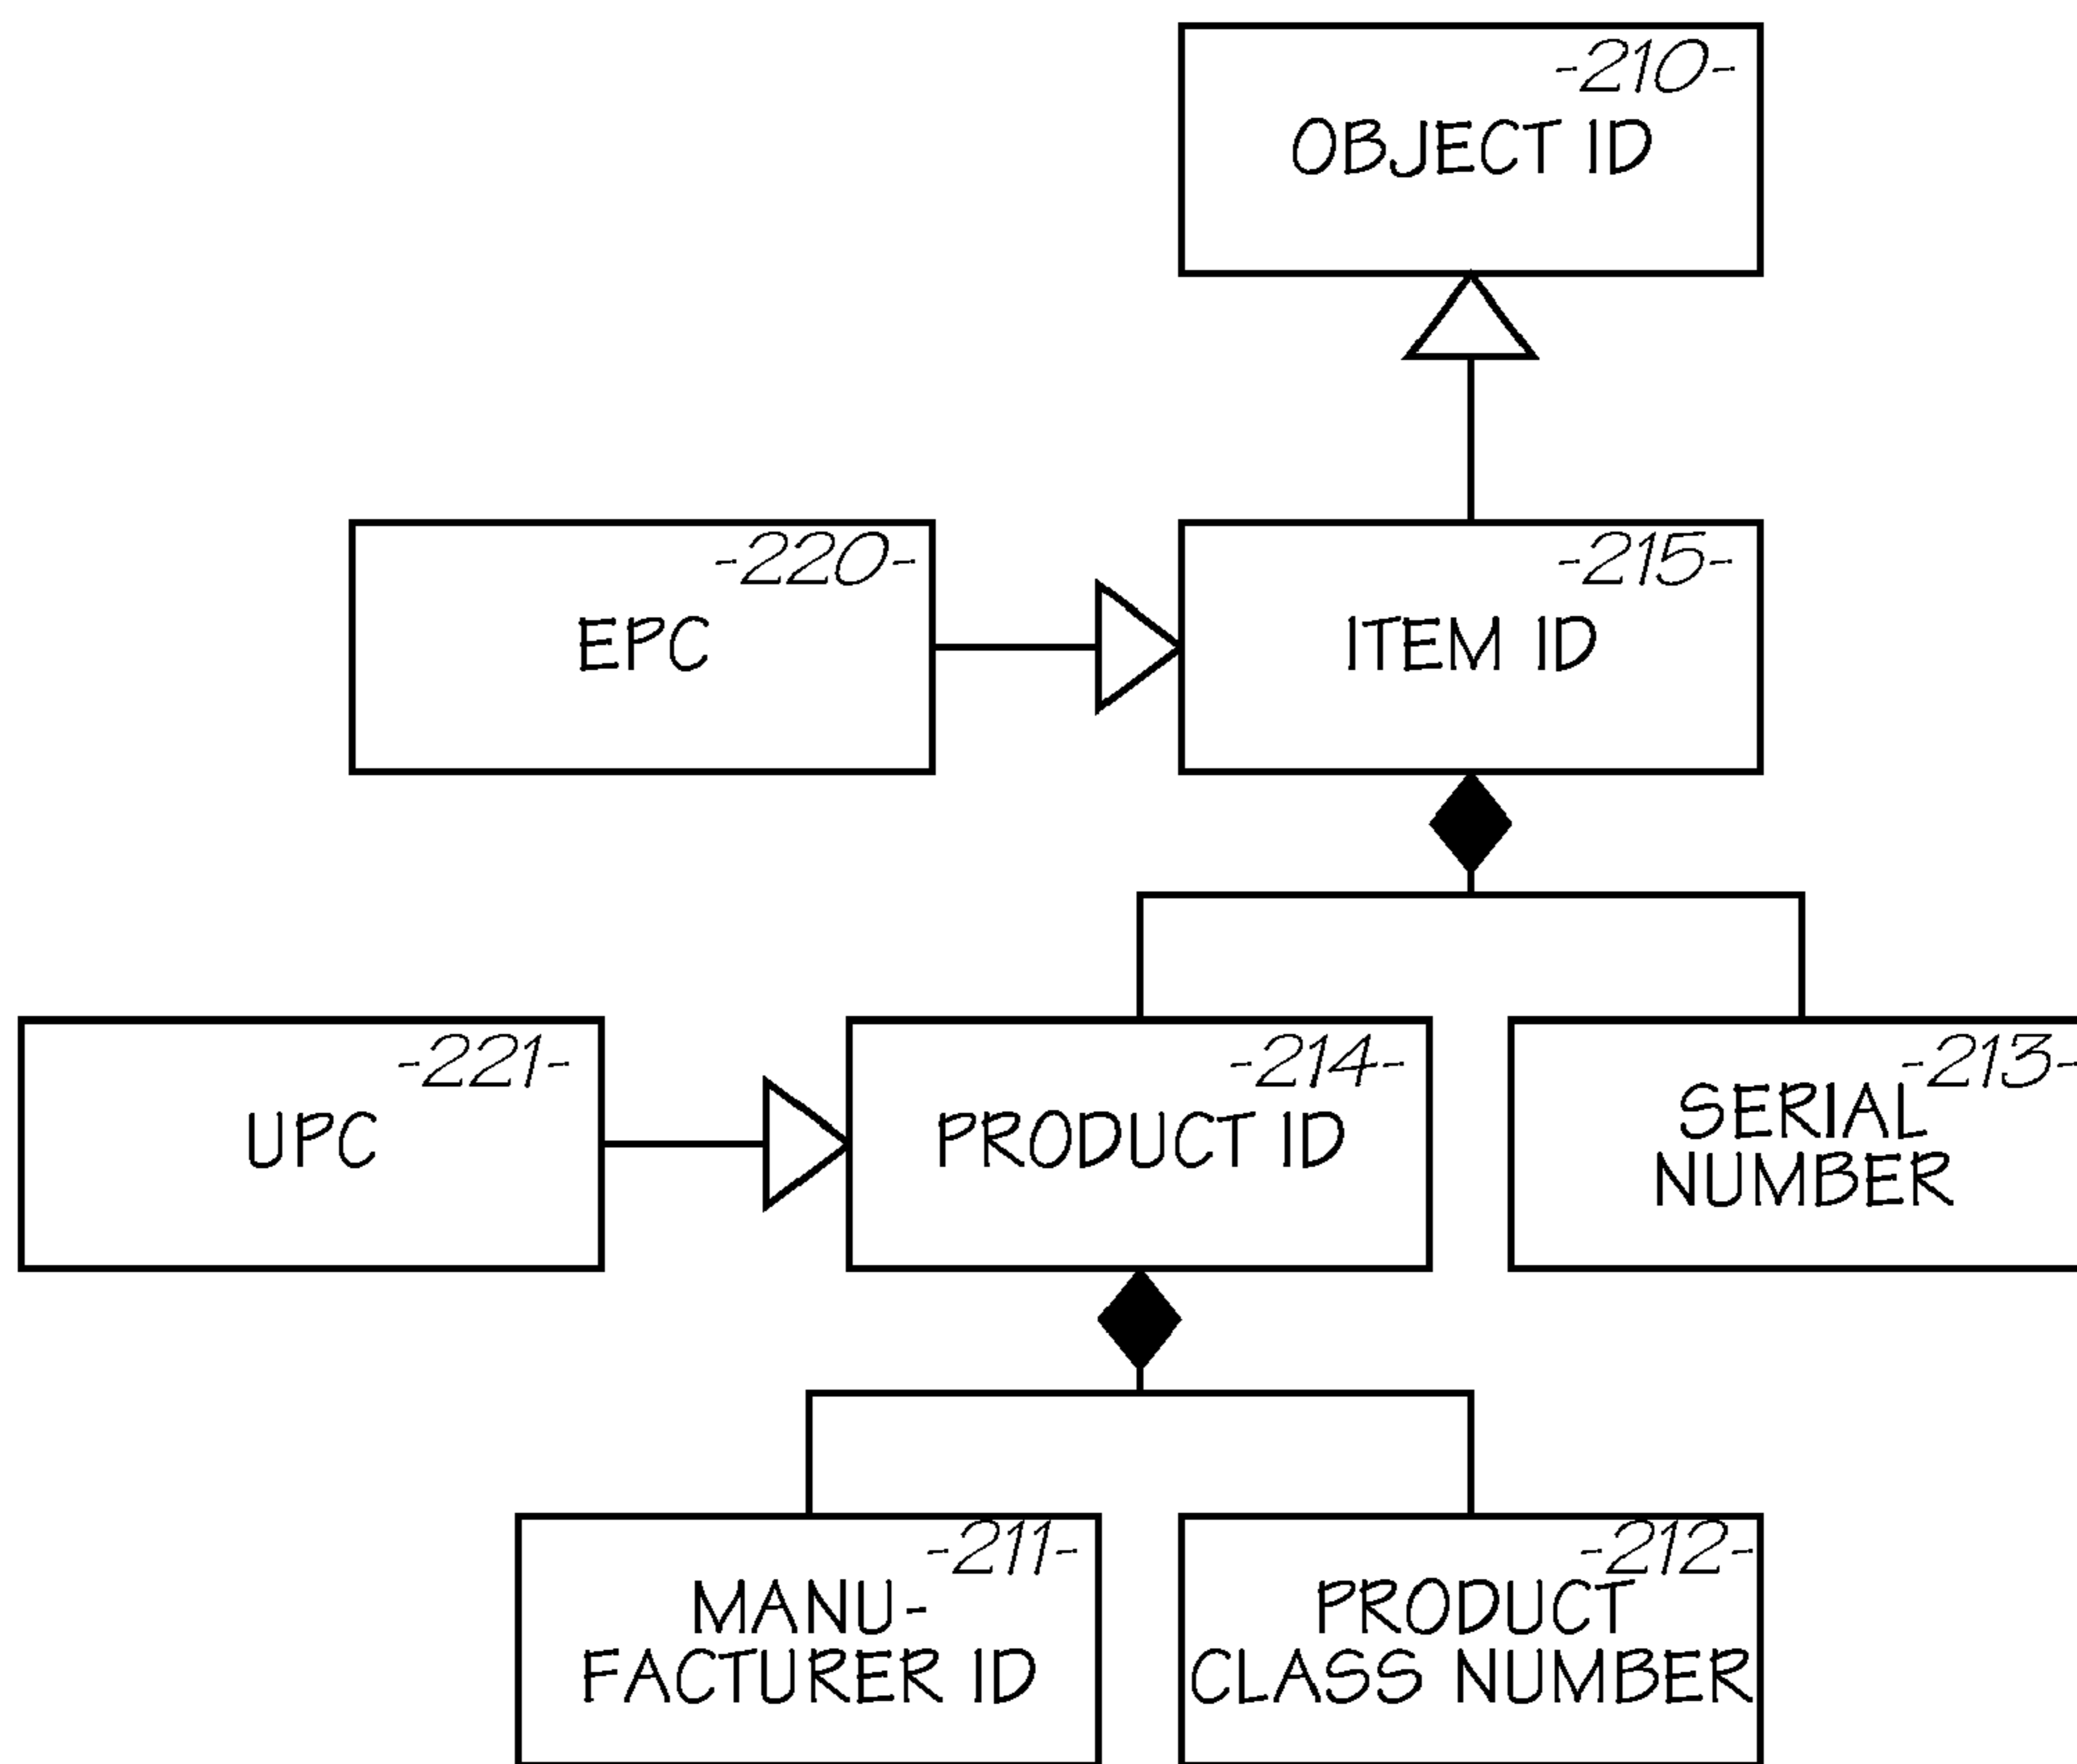 -210-
OBJECT ID
-220-
EPC
-215-
ITEM ID
-221-
UPC
-214-
PRODUCT ID
-213-
SERIAL
NUMBER
-211-
MANU-
FACTURER ID
-212-
PRODUCT
CLASS NUMBER